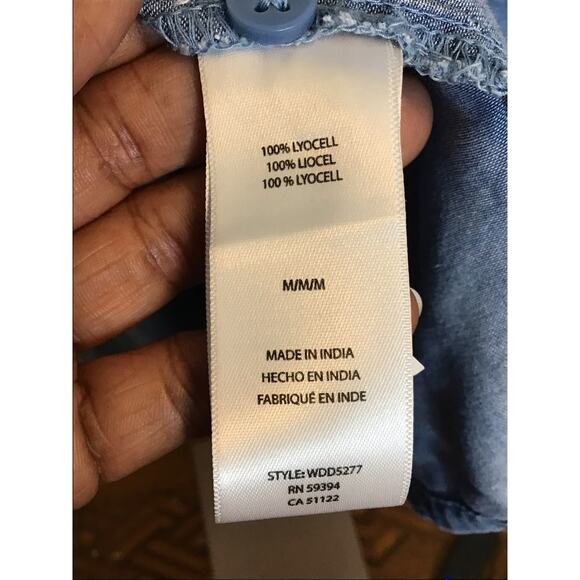 100% LYOCELL
100% LIOCEL
100 % LYOCELL
M/M/M
MADE IN INDIA
HECHO EN INDIA
FABRIQUÉ EN INDE
STYLE: WDD5277
RN 59394
CA 51122